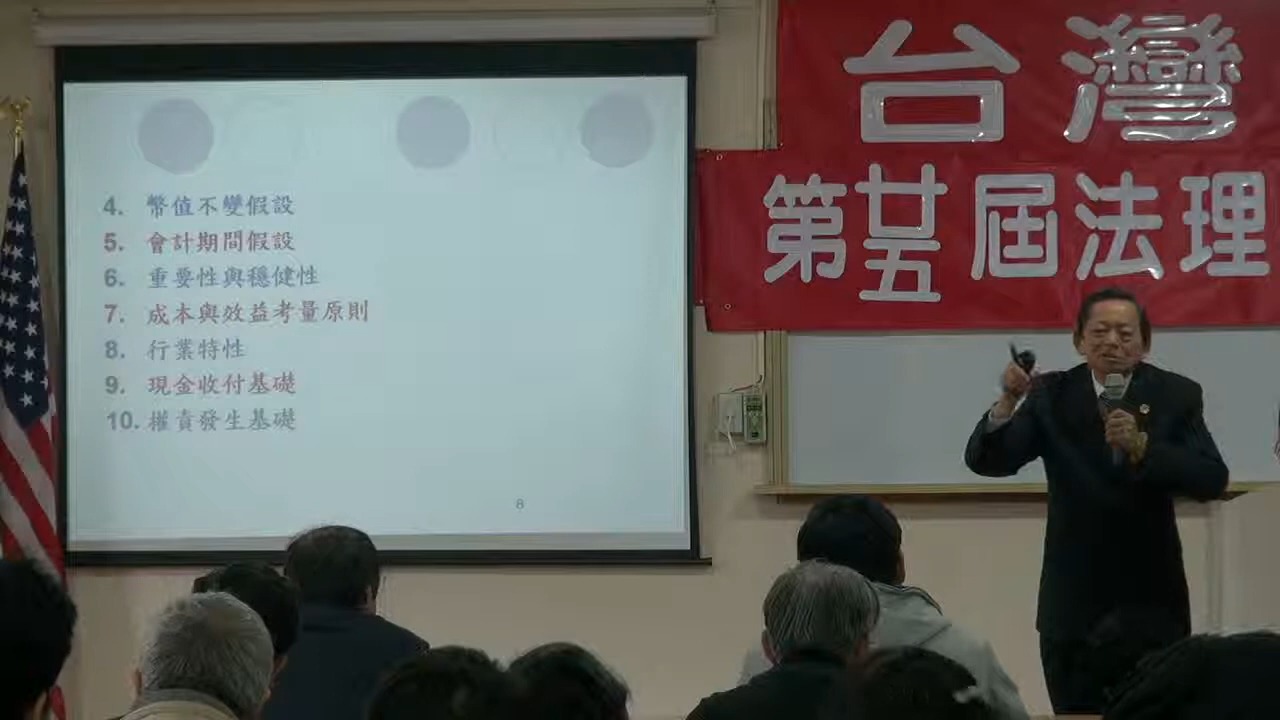 4. 幣值不變假設
5. 會計期間假設
6. 重要性與穩健性
7. 成本與效益考量原則
8. 行業特性
9. 現金收付基礎
10. 權責發生基礎
8
台灣
第廿五屆法理